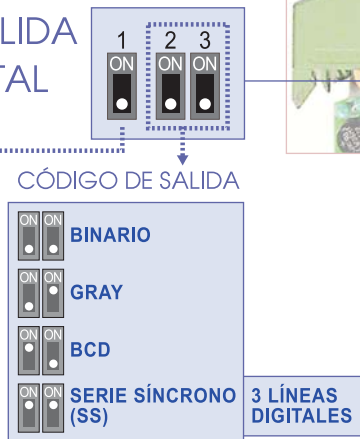 LIDA
TAL
1 2 3
ON ON ON
CÓDIGO DE SALIDA
ON ON BINARIO
ON ON GRAY
ON ON BCD
ON ON SERIE SÍNCRONO
(SS)
3 LÍNEAS
DIGITALES